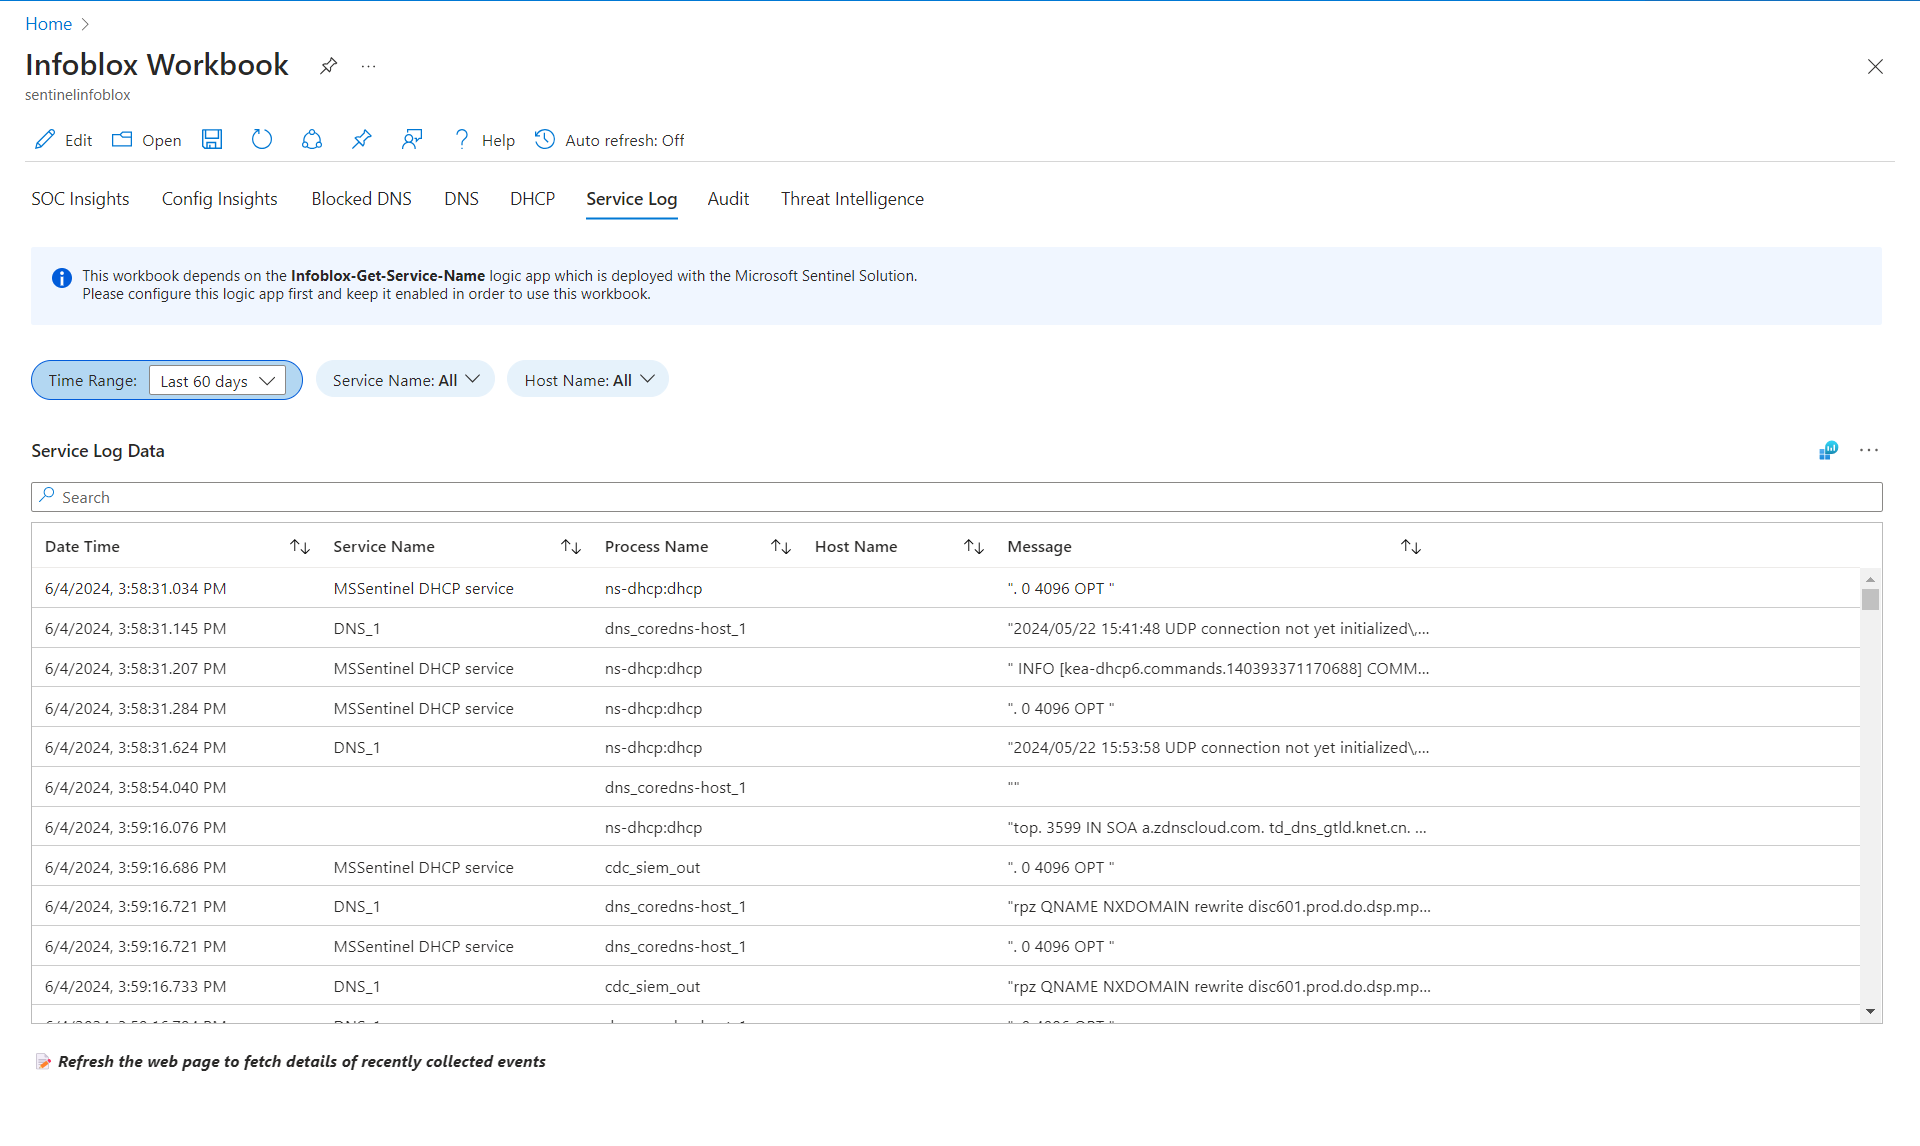 Home
Infoblox Workbook
sentinelinfoblox
Edit Open Help Auto refresh: Off
SOC Insights Config Insights Blocked DNS DNS DHCP Service Log Audit Threat Intelligence
This workbook depends on the Infoblox-Get-Service-Name logic app which is deployed with the Microsoft Sentinel Solution.
Please configure this logic app first and keep it enabled in order to use this workbook.
Time Range: Last 60 days Service Name: All Host Name: All
Service Log Data
Search
Date Time Service Name Process Name Host Name Message
6/4/2024, 3:58:31.034 PM MSSentinel DHCP service ns-dhcp:dhcp ". 0 4096 OPT "
6/4/2024, 3:58:31.145 PM DNS_1 dns_coredns-host_1 "2024/05/22 15:41:48 UDP connection not yet initialized\,...
6/4/2024, 3:58:31.207 PM MSSentinel DHCP service ns-dhcp:dhcp " INFO [kea-dhcp6.commands.140393371170688] COMM...
6/4/2024, 3:58:31.284 PM MSSentinel DHCP service ns-dhcp:dhcp ". 0 4096 OPT "
6/4/2024, 3:58:31.624 PM DNS_1 ns-dhcp:dhcp "2024/05/22 15:53:58 UDP connection not yet initialized\,...
6/4/2024, 3:58:54.040 PM dns_coredns-host_1 ""
6/4/2024, 3:59:16.076 PM ns-dhcp:dhcp "top. 3599 IN SOA a.zdnscloud.com. td_dns_gtld.knet.cn. ...
6/4/2024, 3:59:16.686 PM MSSentinel DHCP service cdc_siem_out ". 0 4096 OPT "
6/4/2024, 3:59:16.721 PM DNS_1 dns_coredns-host_1 "rpz QNAME NXDOMAIN rewrite disc601.prod.do.dsp.mp...
6/4/2024, 3:59:16.721 PM MSSentinel DHCP service dns_coredns-host_1 ". 0 4096 OPT "
6/4/2024, 3:59:16.733 PM DNS_1 cdc_siem_out "rpz QNAME NXDOMAIN rewrite disc601.prod.do.dsp.mp...
Refresh the web page to fetch details of recently collected events